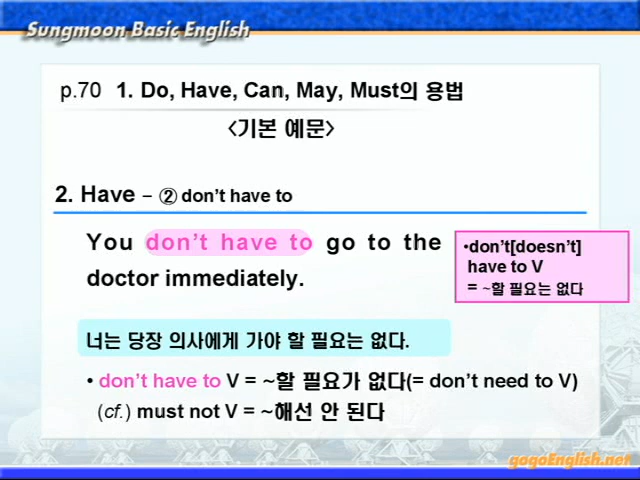 Sungmoon Basic English
p.70 1. Do, Have, Can, May, Must의 용법
<기본 예문>
2. Have – ② don't have to
You don't have to go to the
doctor immediately.
•don't[doesn't]
have to V
= ~할 필요는 없다
너는 당장 의사에게 가야 할 필요는 없다.
• don't have to V = ~할 필요가 없다(= don't need to V)
(cf.) must not V = ~해선 안 된다
gogoEnglish.net